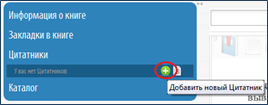 Информация о книге
Закладки в книге
Цитатники
У вас нет Цитатников
Добавить новый Цитатник
Каталог